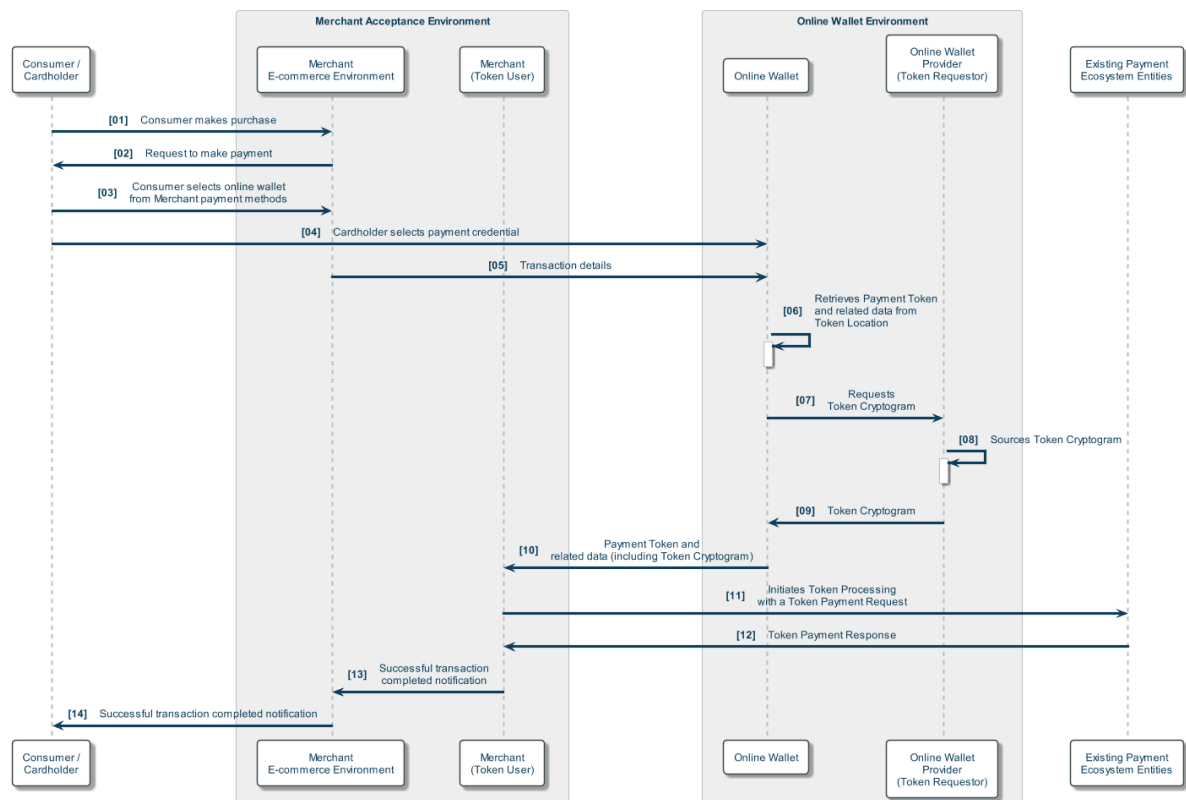 Merchant Acceptance Environment
Online Wallet Environment
Consumer /
Cardholder
Merchant
E-commerce Environment
Merchant
(Token User)
Online Wallet
Online Wallet
Provider
(Token Requestor)
Existing Payment
Ecosystem Entities
[01] Consumer makes purchase
[02] Request to make payment
[03] Consumer selects online wallet
from Merchant payment methods
[04] Cardholder selects payment credential
[05] Transaction details
[06] Retrieves Payment Token
and related data from
Token Location
[07] Requests
Token Cryptogram
[08] Sources Token Cryptogram
[09] Token Cryptogram
[10] Payment Token and
related data (including Token Cryptogram)
[11] Initiates Token Processing
with a Token Payment Request
[12] Token Payment Response
[13] Successful transaction
completed notification
[14] Successful transaction completed notification
Consumer /
Cardholder
Merchant
E-commerce Environment
Merchant
(Token User)
Online Wallet
Online Wallet
Provider
(Token Requestor)
Existing Payment
Ecosystem Entities